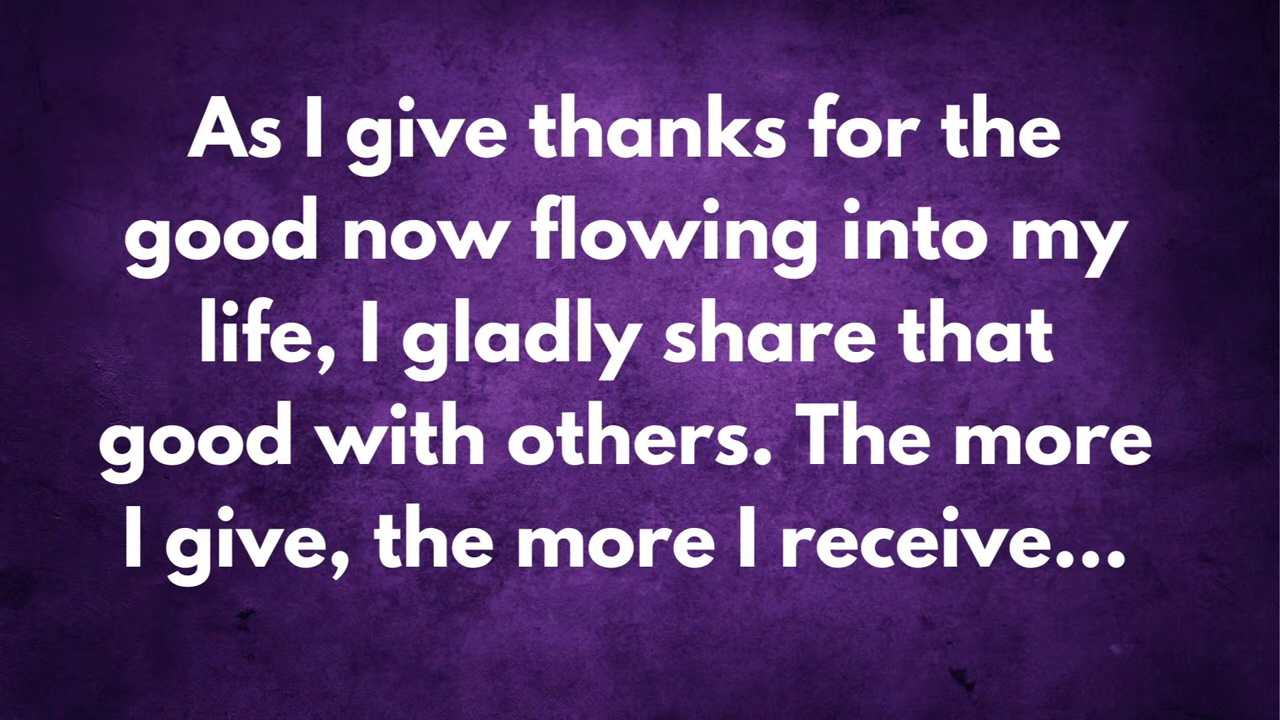 As I give thanks for the
good now flowing into my
life, I gladly share that
good with others. The more
I give, the more I receive...